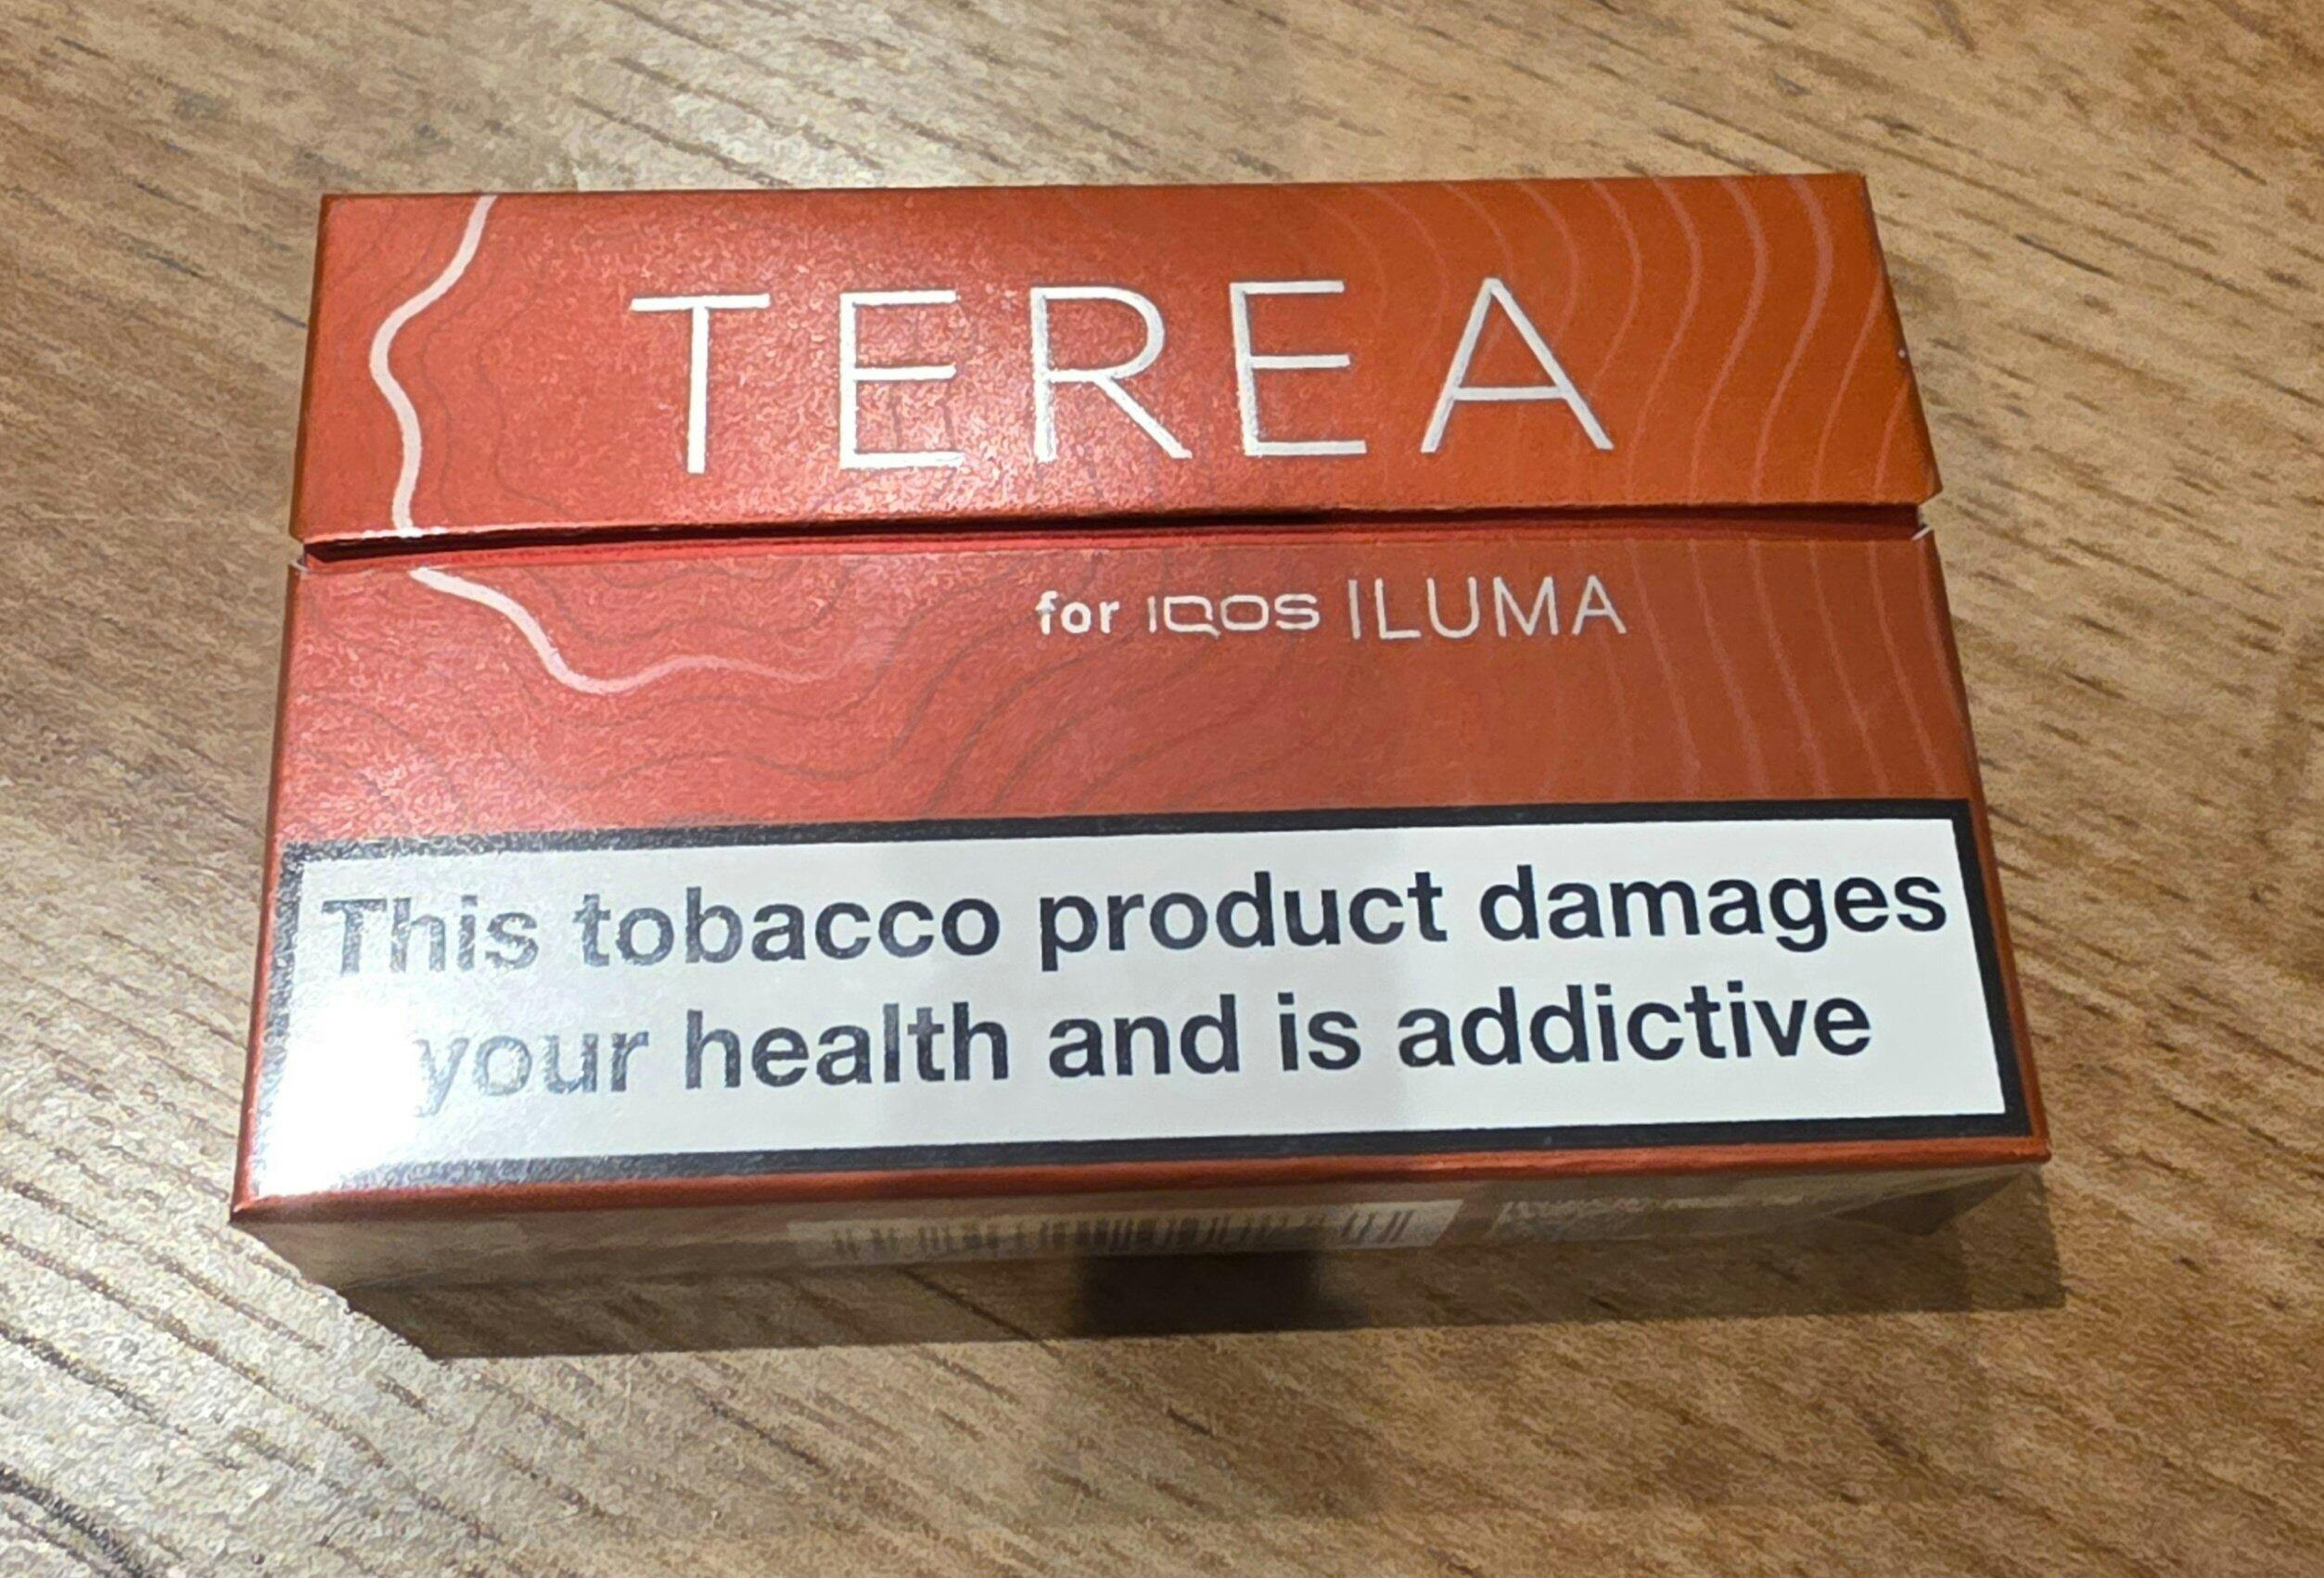 TEREA
for IQOS ILUMA
This tobacco product damages
your health and is addictive